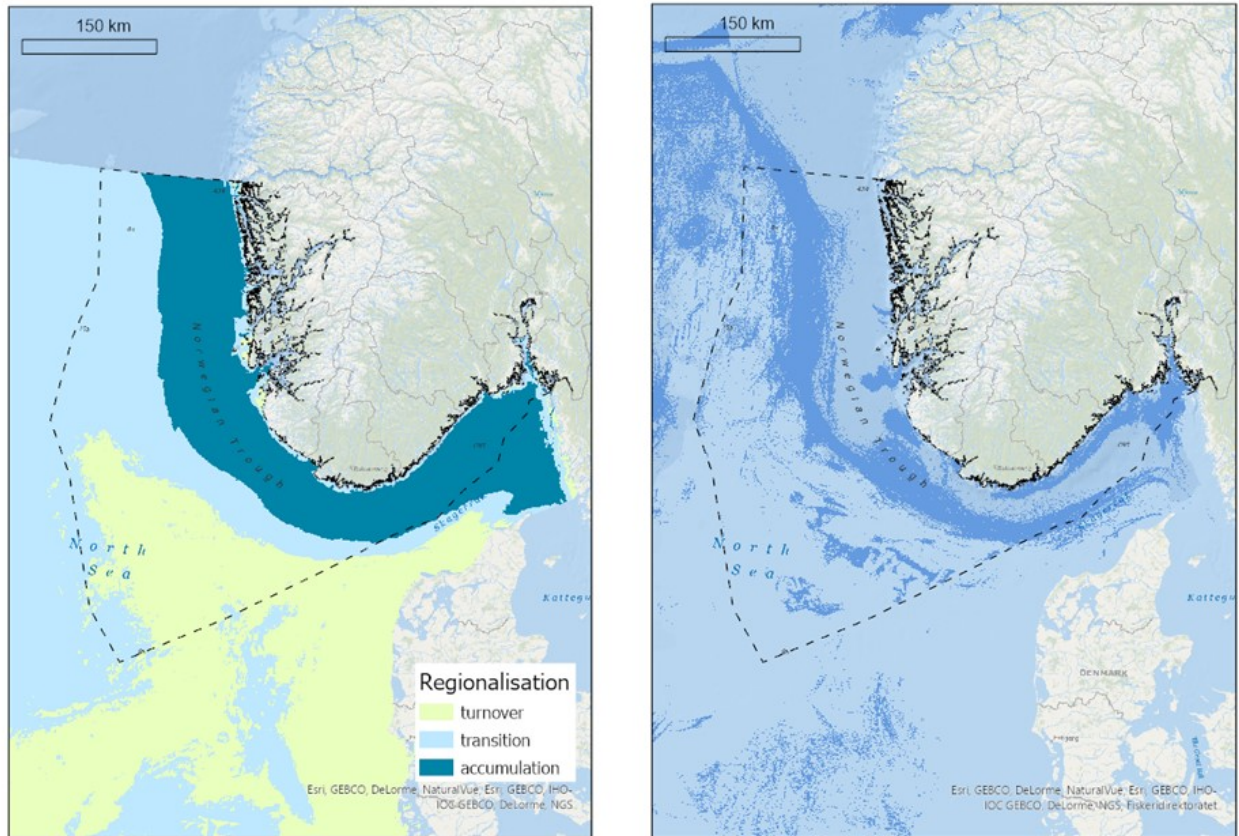 150 km
Norwegian Trough
North
Sea
Regionalisation
turnover
transition
accumulation
Esri, GEBCO, DeLorme, NaturalVue, Esri, GEBCO, IHO-
IOC GEBCO, DeLorme, NGS
150 km
Norwegian Trough
North
Sea
Kattegu
DENMARK
Esri, GEBCO, DeLorme, NaturalVue, Esri, GEBCO, IHO-
IOC GEBCO, DeLorme, NGS, Fiskeridirektoratet